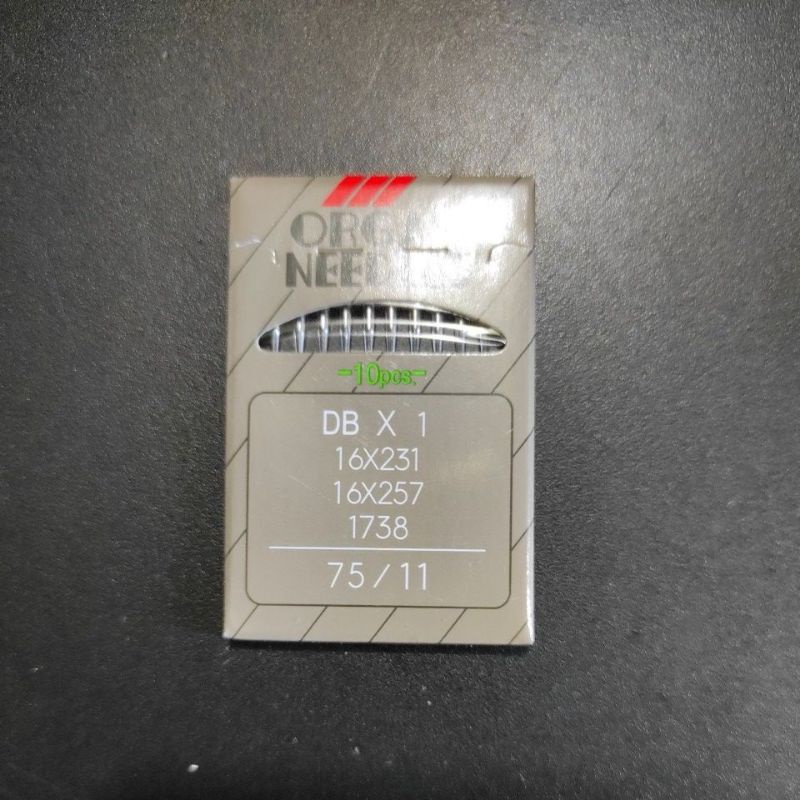 -10pcs.-
DB X 1
16X231
16X257
1738
75/11